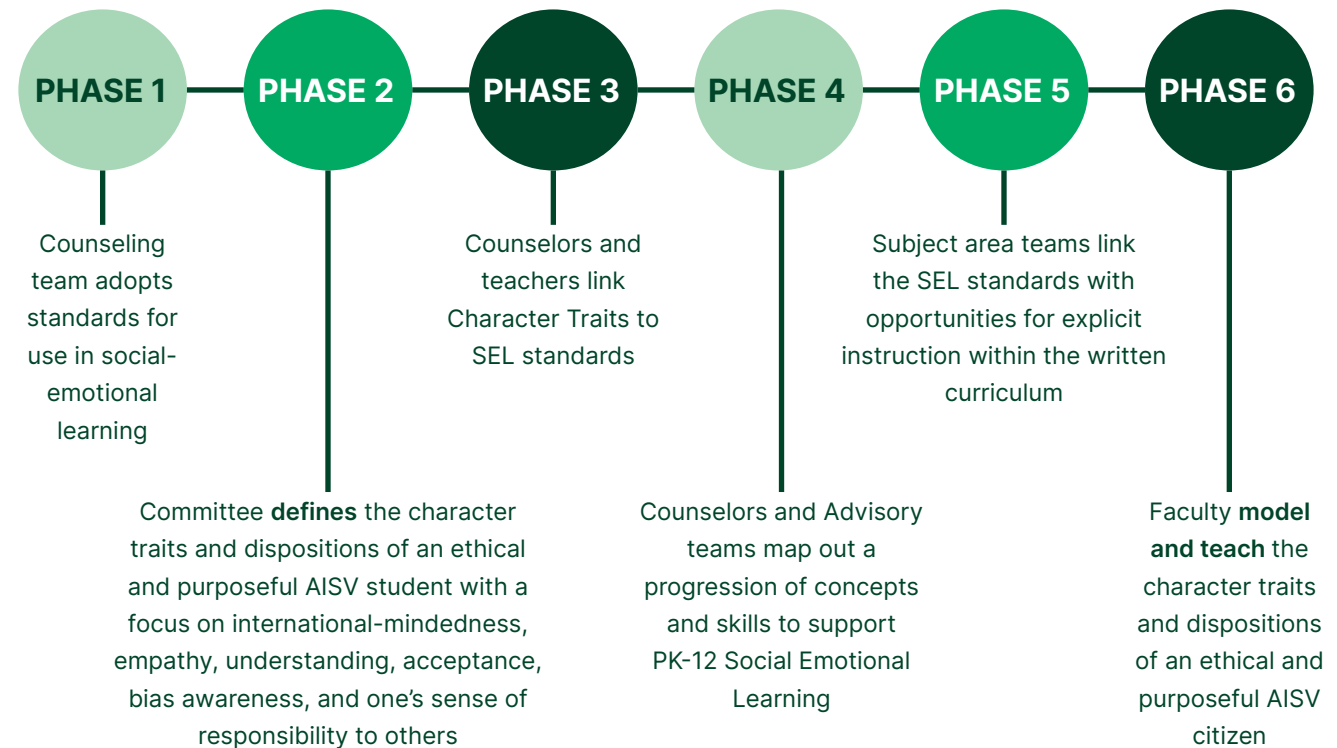 PHASE 1
PHASE 2
PHASE 3
PHASE 4
PHASE 5
PHASE 6
Counseling
team adopts
standards for
use in social-
emotional
learning
Committee defines the character
traits and dispositions of an ethical
and purposeful AISV student with a
focus on international-mindedness,
empathy, understanding, acceptance,
bias awareness, and one’s sense of
responsibility to others
Counselors and
teachers link
Character Traits to
SEL standards
Counselors and Advisory
teams map out a
progression of concepts
and skills to support
PK-12 Social Emotional
Learning
Subject area teams link
the SEL standards with
opportunities for explicit
instruction within the written
curriculum
Faculty model
and teach the
character traits
and dispositions
of an ethical and
purposeful AISV
citizen